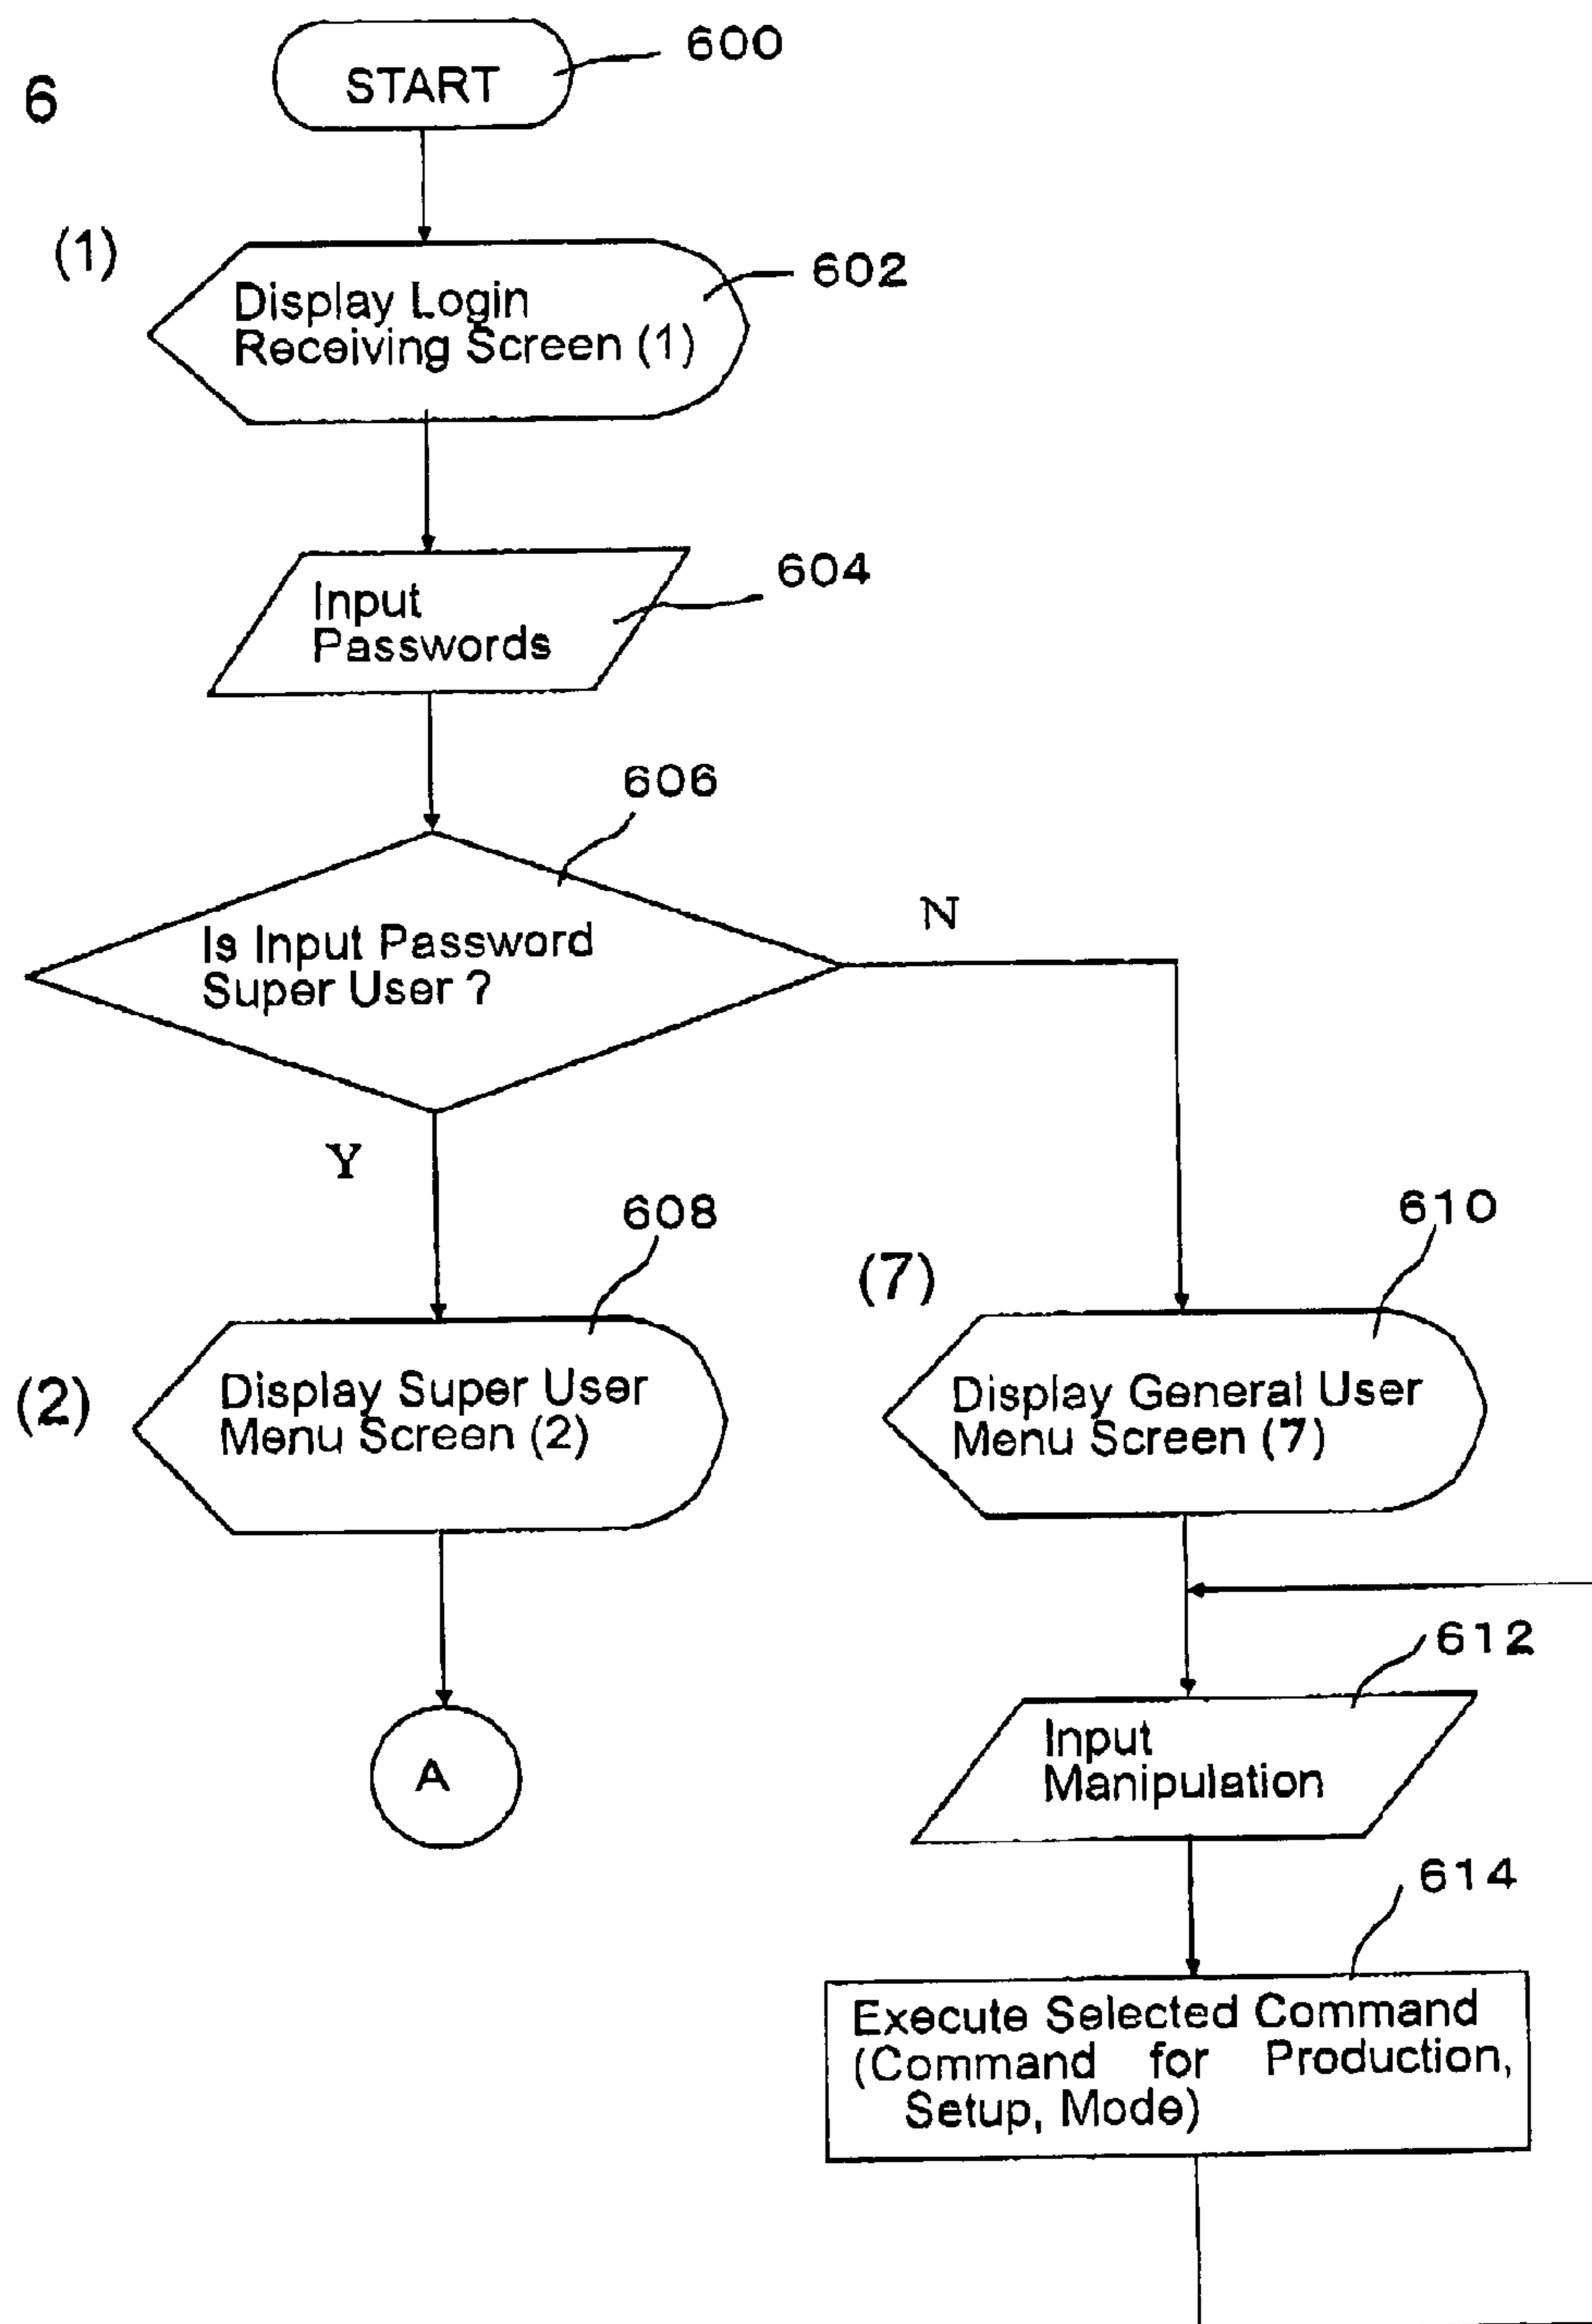 6
START
600
(1)
602
Display Login
Receiving Screen (1)
604
Input
Passwords
606
Is Input Password
Super User ?
N
Y
608
(2)
Display Super User
Menu Screen (2)
A
610
(7)
Display General User
Menu Screen (7)
612
Input
Manipulation
614
Execute Selected Command
(Command for Production,
Setup, Mode)